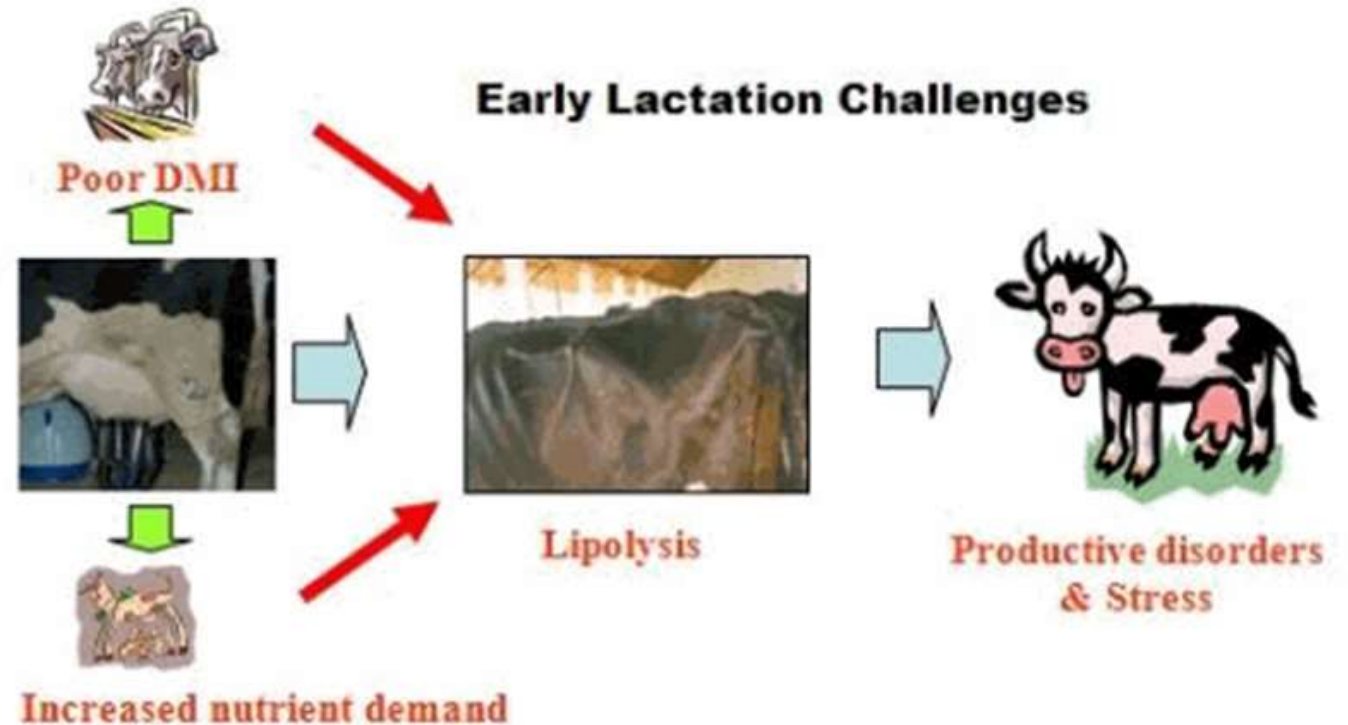 Early Lactation Challenges
Poor DMI
Lipolysis
Productive disorders
& Stress
Increased nutrient demand